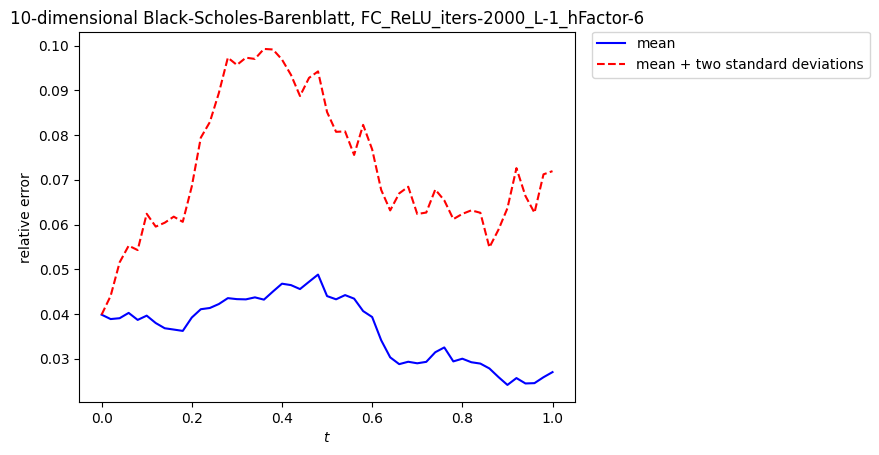 10-dimensional Black-Scholes-Barenblatt, FC_ReLU_iters-2000_L-1_hFactor-6
mean
mean + two standard deviations
relative error
0.10
0.09
0.08
0.07
0.06
0.05
0.04
0.03
0.0 0.2 0.4 0.6 0.8 1.0
t